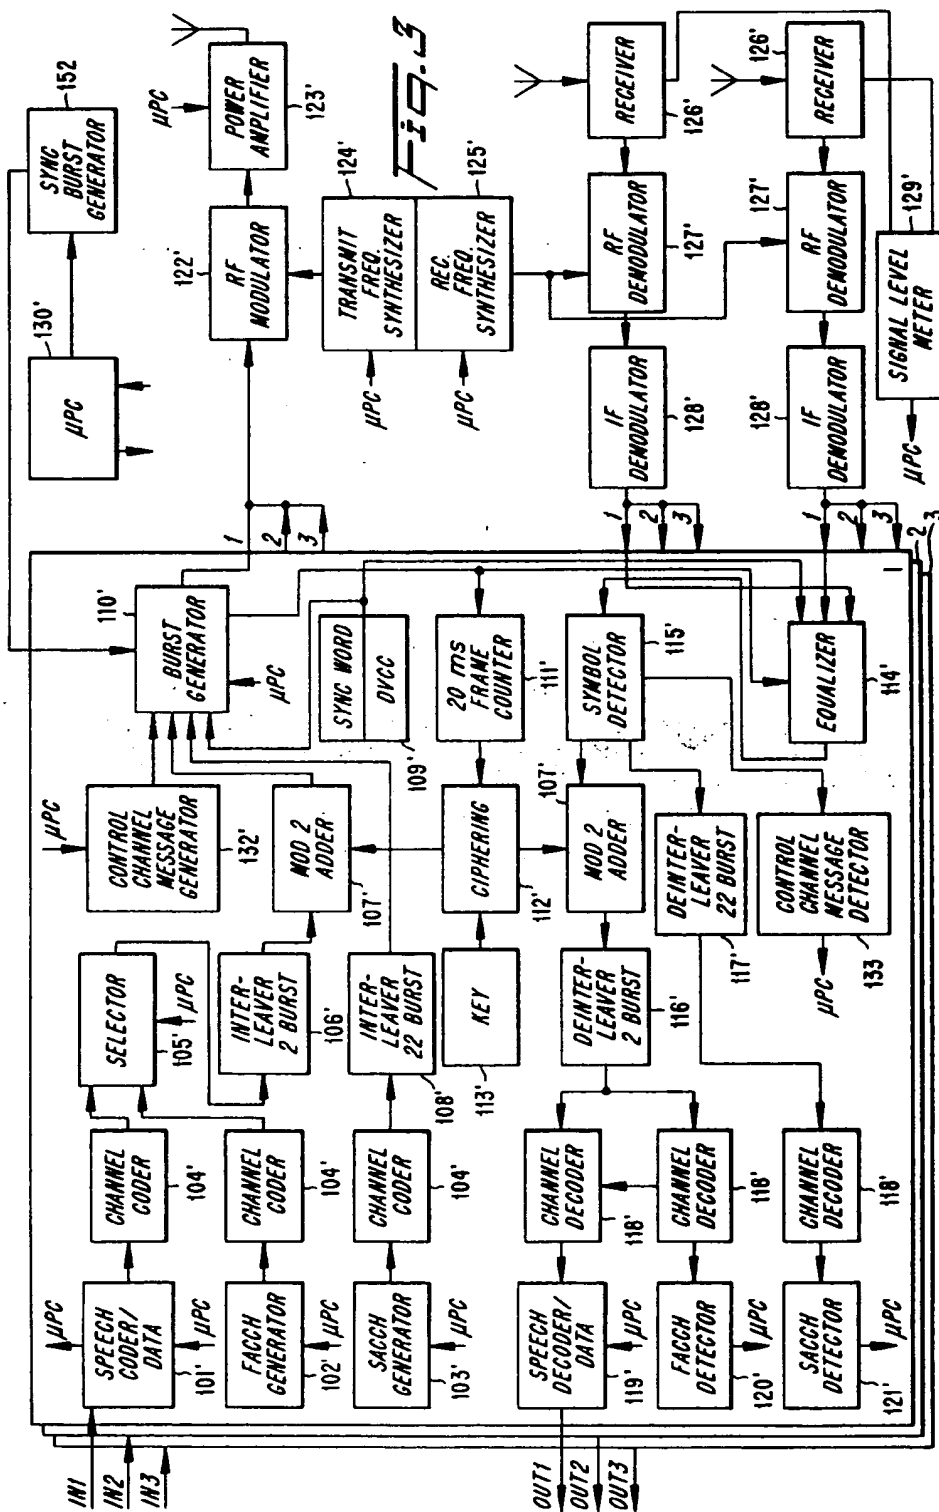 Fig. 3
IN1
IN2
IN3
μPC
SPEECH
CODER/
DATA
101'
μPC
CHANNEL
CODER
104'
FACCH
GENERATOR
102'
μPC
CHANNEL
CODER
104'
SACCH
GENERATOR
103'
μPC
CHANNEL
CODER
104'
SELECTOR
105'
μPC
INTER-
LEAVER
2 BURST
106'
INTER-
LEAVER
22 BURST
108'
KEY
113'
μPC
CONTROL
CHANNEL
MESSAGE
GENERATOR
132'
MOD 2
ADDER
107'
CIPHERING
112'
BURST
GENERATOR
110'
μPC
SYNC WORD
DVCC
109'
20 ms
FRAME
COUNTER
111'
1
2
3
μPC
130'
SYNC
BURST
GENERATOR
152
RF
MODULATOR
122'
POWER
AMPLIFIER
123'
μPC
TRANSMIT
FREQ.
SYNTHESIZER
124'
μPC
REC. FREQ.
SYNTHESIZER
125'
μPC
OUT1
OUT2
OUT3
SPEECH
DECODER/
DATA
119'
μPC
CHANNEL
DECODER
118'
FACCH
DETECTOR
120'
μPC
CHANNEL
DECODER
118'
SACCH
DETECTOR
121'
μPC
CHANNEL
DECODER
118'
DEINTER-
LEAVER
2 BURST
116'
MOD 2
ADDER
107'
DEINTER-
LEAVER
22 BURST
117'
CONTROL
CHANNEL
MESSAGE
DETECTOR
133
μPC
SYMBOL
DETECTOR
115'
EQUALIZER
114'
1
2
3
1
2
3
1
2
3
IF
DEMODULATOR
128'
RF
DEMODULATOR
127'
RECEIVER
126'
IF
DEMODULATOR
128'
RF
DEMODULATOR
127'
RECEIVER
126'
SIGNAL LEVEL
METER
129'
μPC